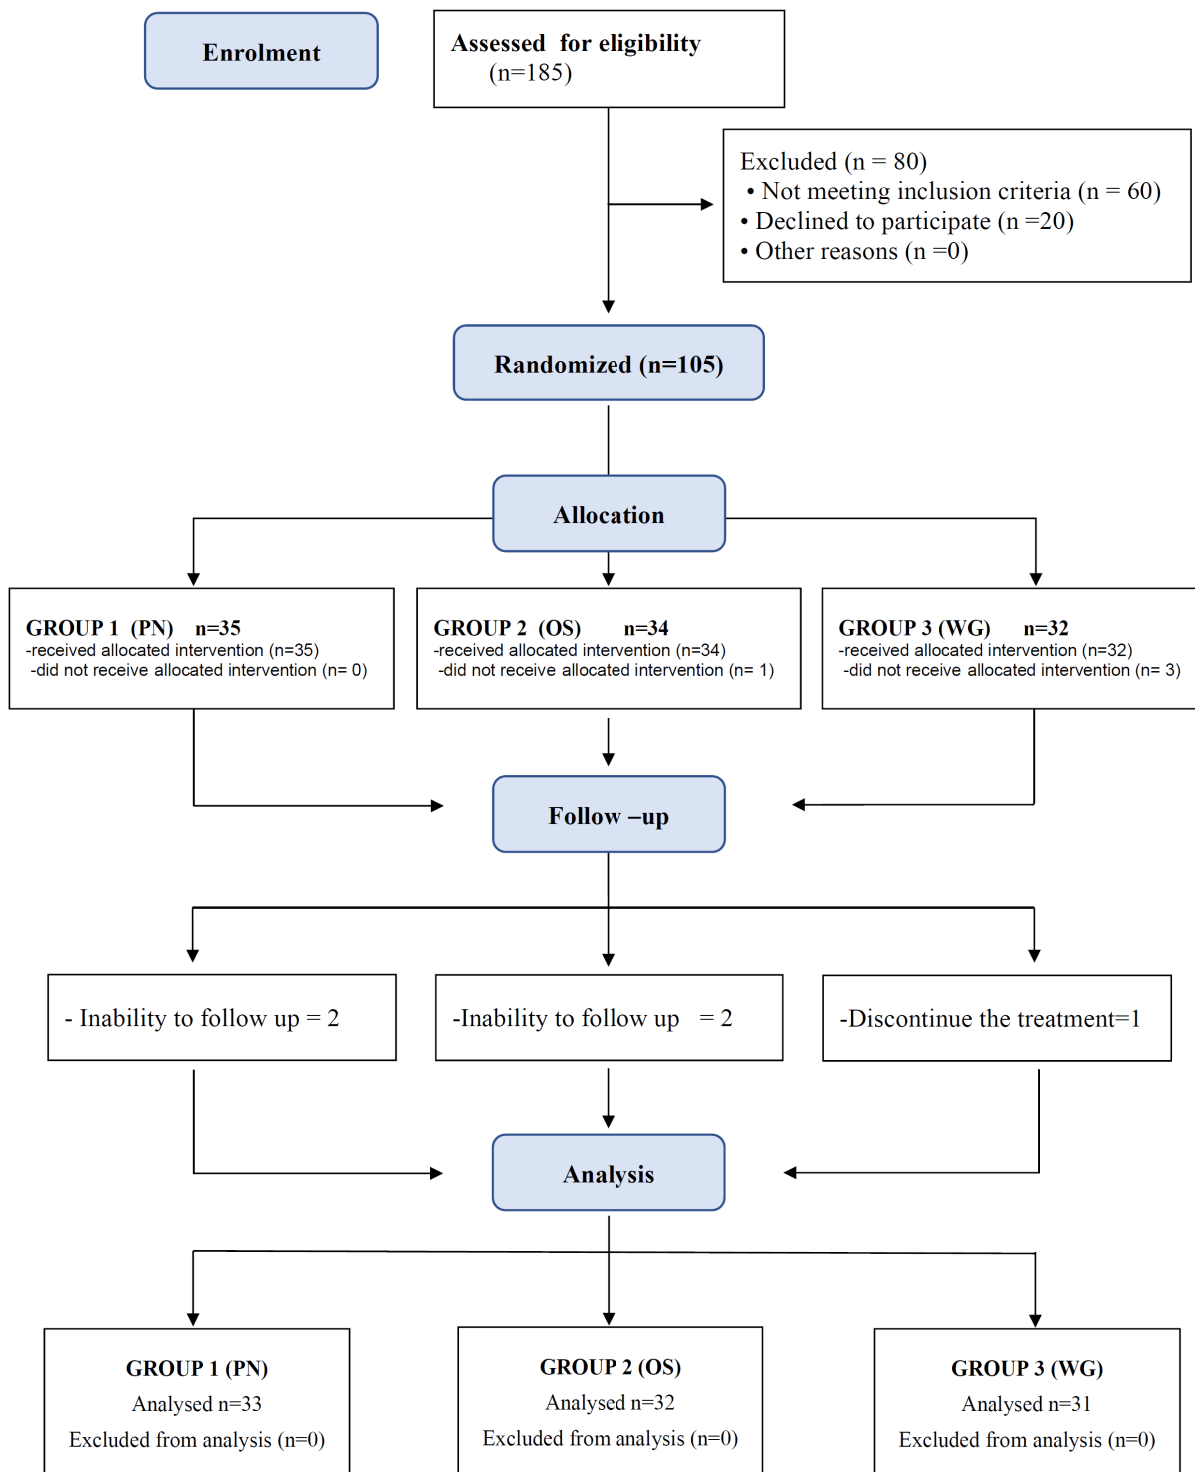 Enrolment
Assessed for eligibility
(n=185)
Excluded (n = 80)
• Not meeting inclusion criteria (n = 60)
• Declined to participate (n =20)
• Other reasons (n =0)
Randomized (n=105)
Allocation
GROUP 1 (PN) n=35
-received allocated intervention (n=35)
-did not receive allocated intervention (n= 0)
GROUP 2 (OS) n=34
-received allocated intervention (n=34)
-did not receive allocated intervention (n= 1)
GROUP 3 (WG) n=32
-received allocated intervention (n=32)
-did not receive allocated intervention (n= 3)
Follow –up
- Inability to follow up = 2
-Inability to follow up = 2
-Discontinue the treatment=1
Analysis
GROUP 1 (PN)
Analysed n=33
Excluded from analysis (n=0)
GROUP 2 (OS)
Analysed n=32
Excluded from analysis (n=0)
GROUP 3 (WG)
Analysed n=31
Excluded from analysis (n=0)